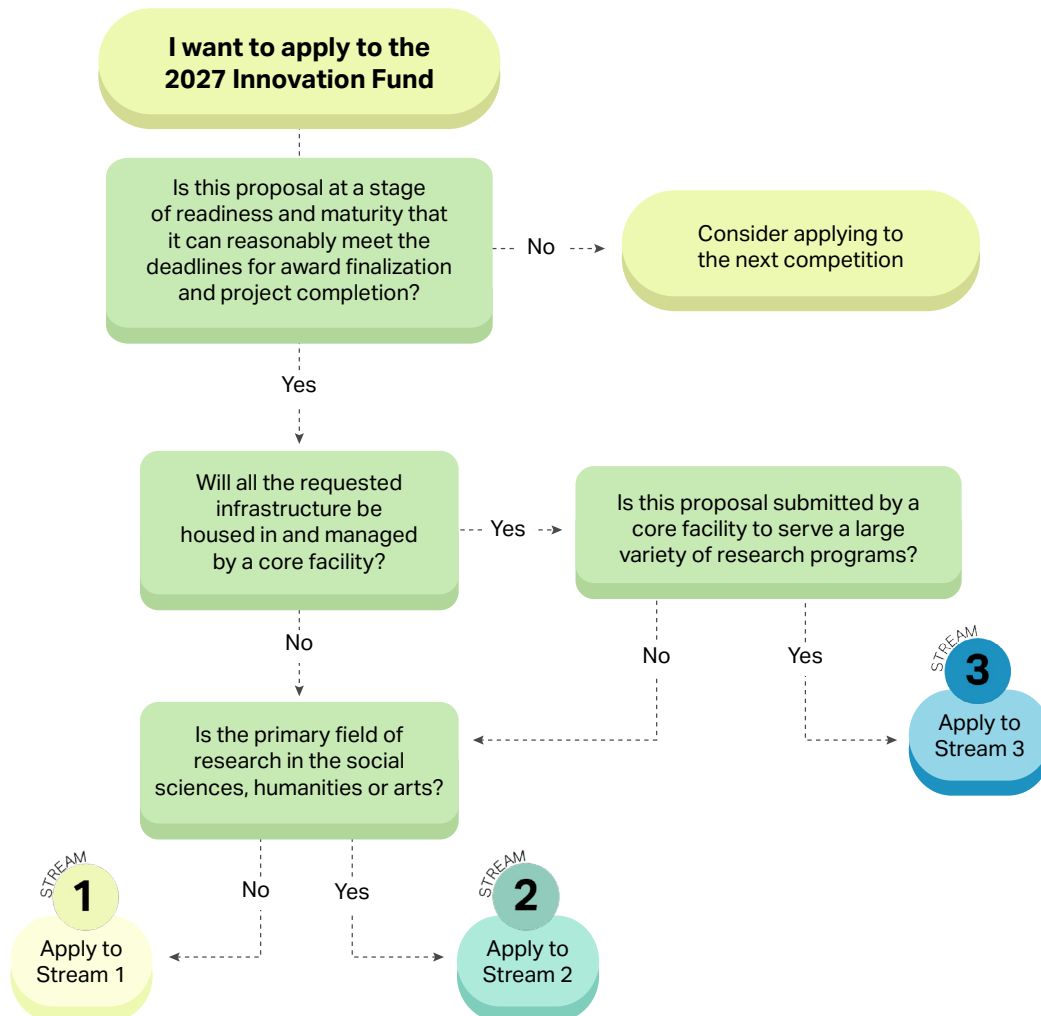 I want to apply to the
2027 Innovation Fund
Is this proposal at a stage
of readiness and maturity that
it can reasonably meet the
deadlines for award finalization
and project completion?
No
Consider applying to
the next competition
Yes
Will all the requested
infrastructure be
housed in and managed
by a core facility?
Yes
Is this proposal submitted by a
core facility to serve a large
variety of research programs?
No
No
Yes
STREAM
3
Apply to
Stream 3
Is the primary field of
research in the social
sciences, humanities or arts?
No
Yes
STREAM
1
Apply to
Stream 1
STREAM
2
Apply to
Stream 2